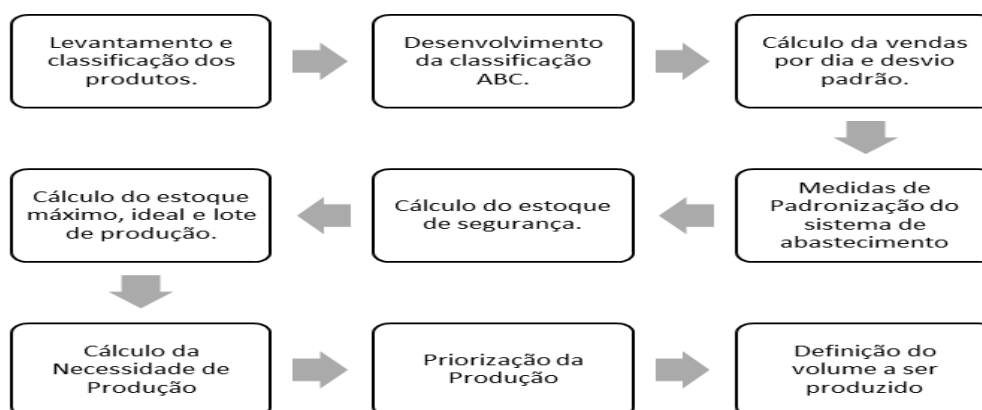 Levantamento e
classificação dos
produtos.
Desenvolvimento
da classificação
ABC.
Cálculo da vendas
por dia e desvio
padrão.
Medidas de
Padronização do
sistema de
abastecimento
Cálculo do estoque
de segurança.
Cálculo do estoque
máximo, ideal e lote
de produção.
Cálculo da
Necessidade de
Produção
Priorização da
Produção
Definição do
volume a ser
produzido